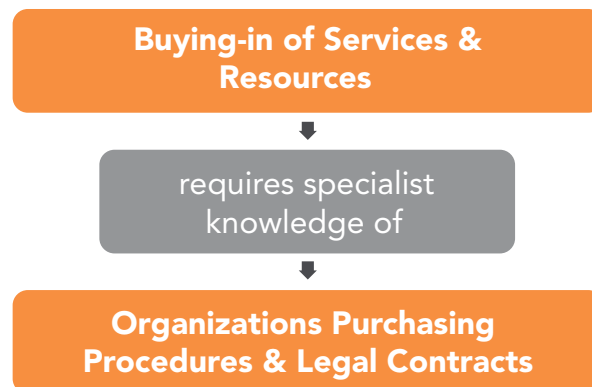 Buying-in of Services &
Resources
requires specialist
knowledge of
Organizations Purchasing
Procedures & Legal Contracts